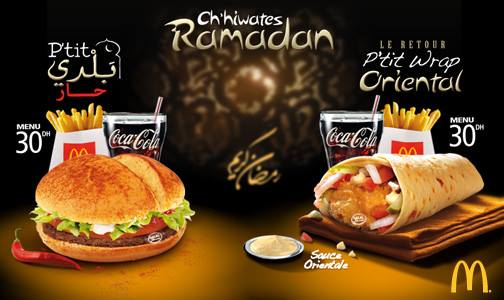 Ch'hiwates
Ramadan
P'tit
بَلْدي
حار
MENU
30DH
Coca-Cola
LE RETOUR
P'tit Wrap
Oriental
MENU
30DH
Coca-Cola
رمضان كريم
Sauce
Orientale